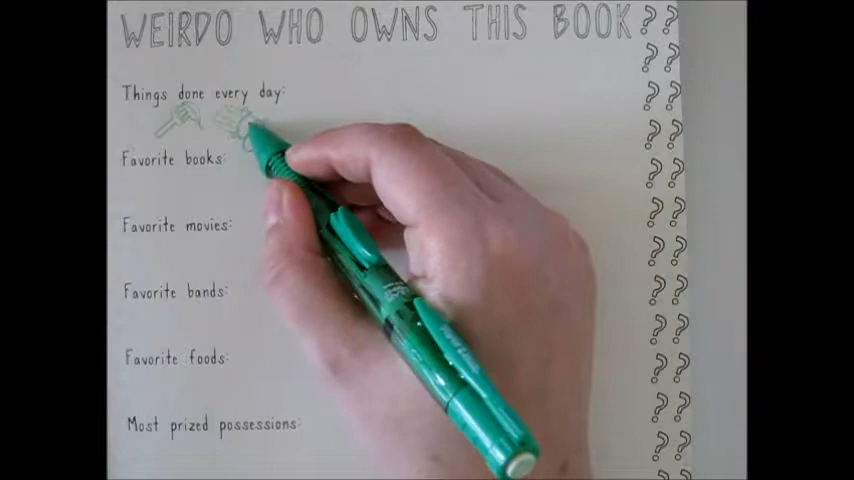 WEIRDO WHO OWNS THIS BOOK
Things done every day:
Favorite books:
Favorite movies:
Favorite bands:
Favorite foods:
Most prized possessions: